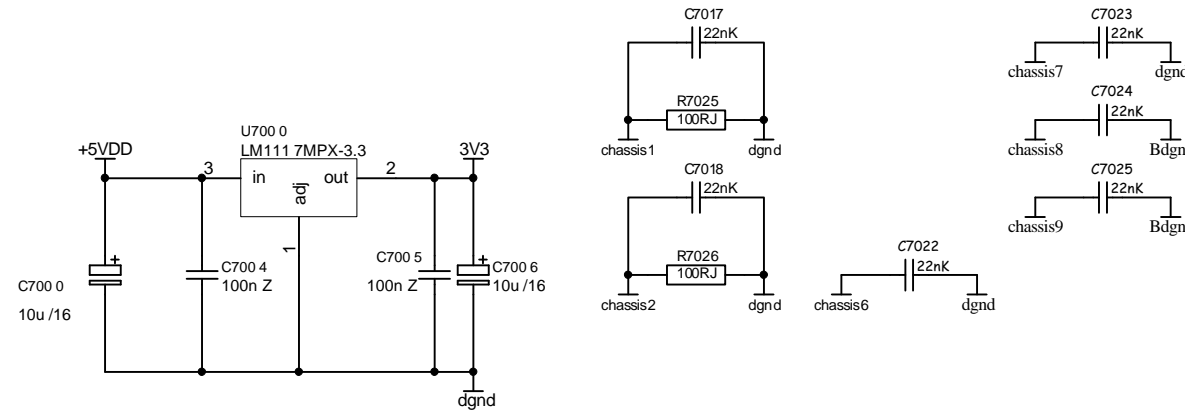 +5VDD
U700 0
LM111 7MPX-3.3
3V3
3
in
out
2
adj
1
C700 0
10u /16
C700 4
100n Z
C700 5
100n Z
C700 6
10u /16
dgnd
C7017
22nK
R7025
100RJ
chassis1
dgnd
C7018
22nK
R7026
100RJ
chassis2
dgnd
C7022
22nK
chassis6
dgnd
C7023
22nK
chassis7
dgnd
C7024
22nK
chassis8
Bdgn
C7025
22nK
chassis9
Bdgn